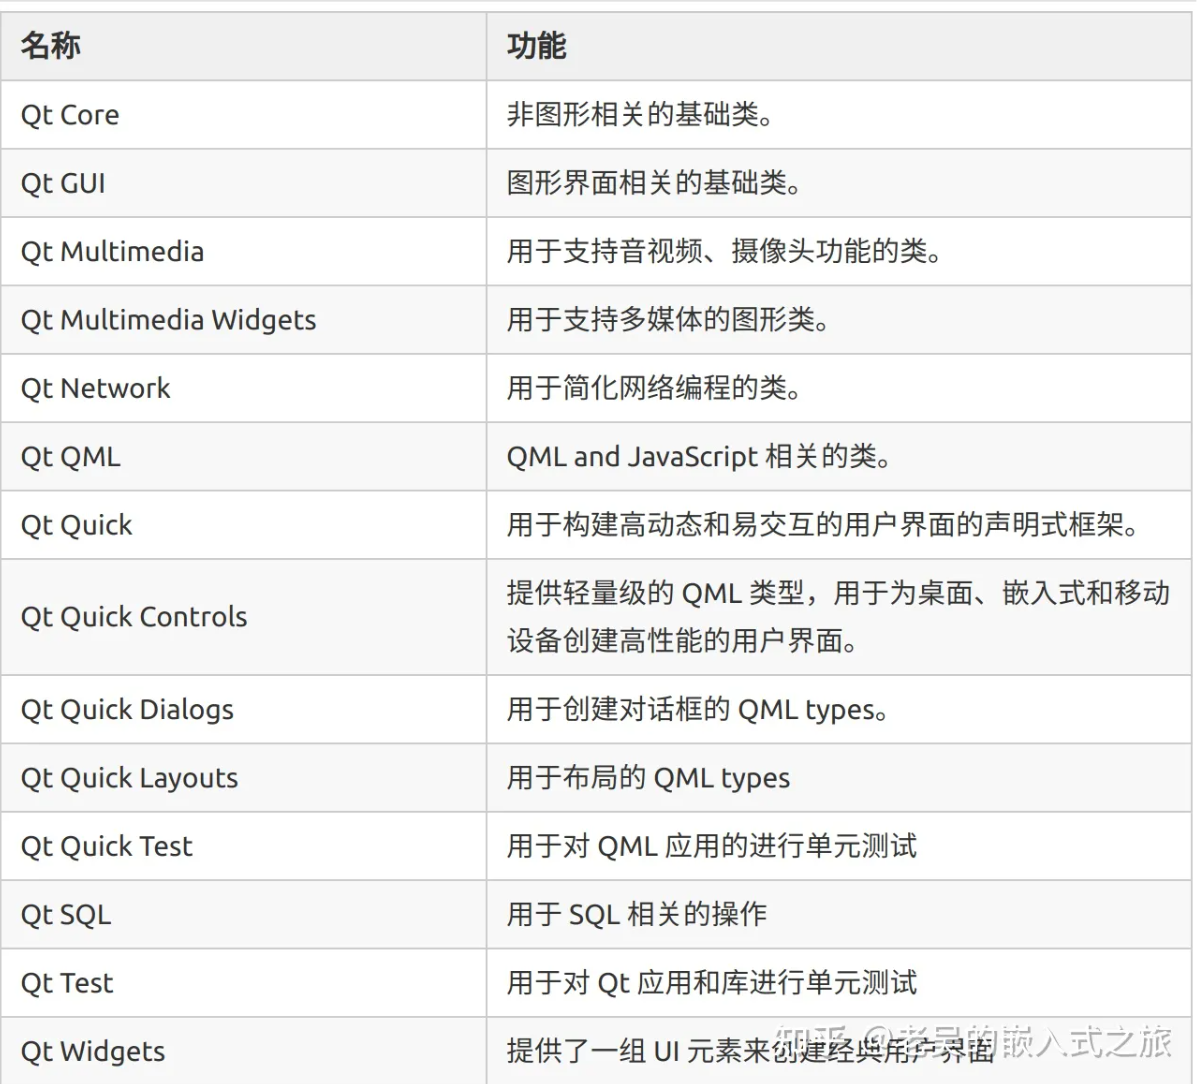 名称 功能
Qt Core 非图形相关的基础类。
Qt GUI 图形界面相关的基础类。
Qt Multimedia 用于支持音视频、摄像头功能的类。
Qt Multimedia Widgets 用于支持多媒体的图形类。
Qt Network 用于简化网络编程的类。
Qt QML QML and JavaScript 相关的类。
Qt Quick 用于构建高动态和易交互的用户界面的声明式框架。
Qt Quick Controls 提供轻量级的 QML 类型，用于为桌面、嵌入式和移动
设备创建高性能的用户界面。
Qt Quick Dialogs 用于创建对话框的 QML types。
Qt Quick Layouts 用于布局的 QML types
Qt Quick Test 用于对 QML 应用的进行单元测试
Qt SQL 用于 SQL 相关的操作
Qt Test 用于对 Qt 应用和库进行单元测试
Qt Widgets 提供了一组 UI 元素来创建经典用户界面
知乎 @老吴的嵌入式之旅